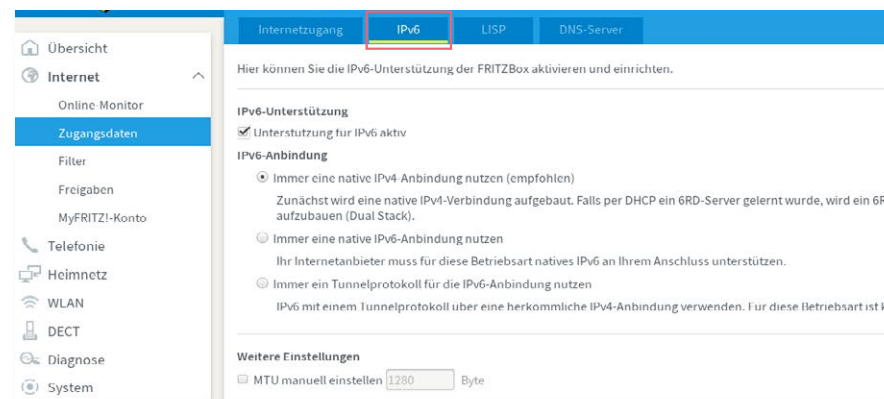 Internetzugang
IPv6
LISP
DNS-Server
Übersicht
Internet
Online-Monitor
Zugangsdaten
Filter
Freigaben
MyFRITZ!-Konto
Telefonie
Heimnetz
WLAN
DECT
Diagnose
System
Hier können Sie die IPv6-Unterstützung der FRITZBox aktivieren und einrichten.
IPv6-Unterstützung
Unterstützung für IPv6 aktiv
IPv6-Anbindung
Immer eine native IPv4-Anbindung nutzen (empfohlen)
Zunächst wird eine native IPv4-Verbindung aufgebaut. Falls per DHCP ein 6RD-Server gelernt wurde, wird ein 6R
aufzubauen (Dual Stack).
Immer eine native IPv6-Anbindung nutzen
Ihr Internetanbieter muss für diese Betriebsart natives IPv6 an Ihrem Anschluss unterstützen.
Immer ein Tunnelprotokoll für die IPv6-Anbindung nutzen
IPv6 mit einem Tunnelprotokoll über eine herkömmliche IPv4-Anbindung verwenden. Für diese Betriebsart ist k
Weitere Einstellungen
MTU manuell einstellen 1280 Byte